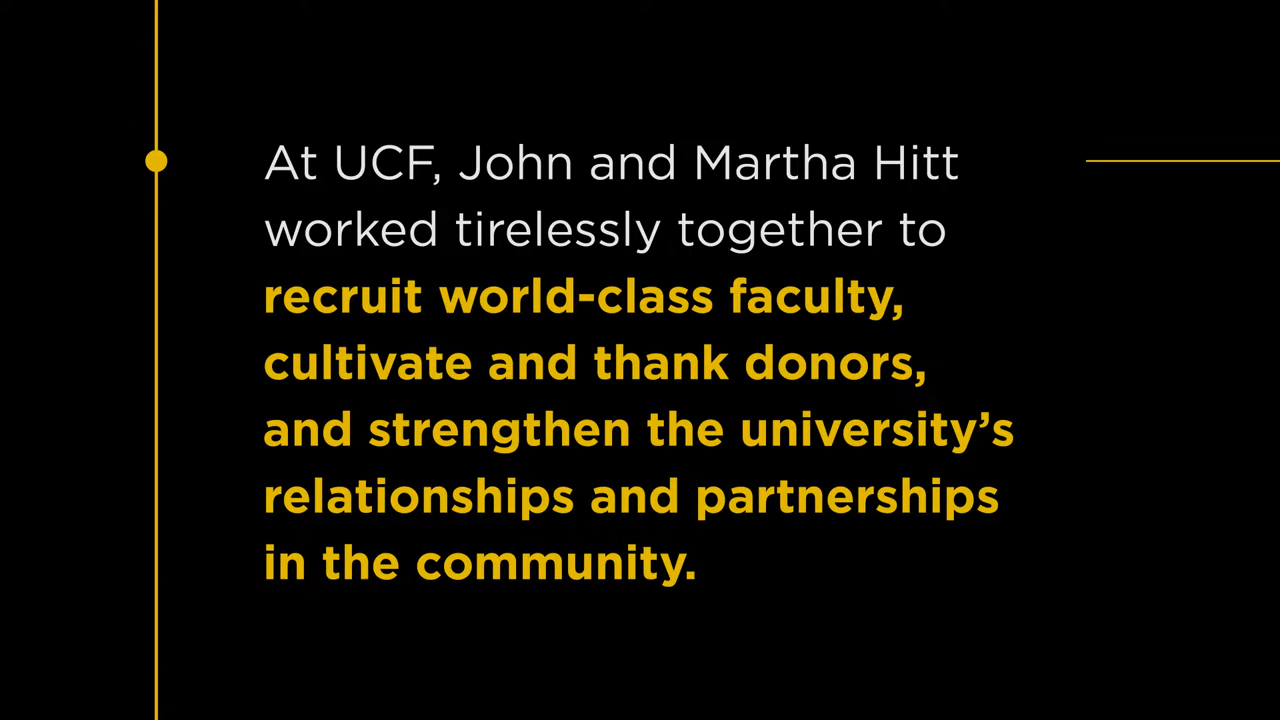 At UCF, John and Martha Hitt
worked tirelessly together to
recruit world-class faculty,
cultivate and thank donors,
and strengthen the university’s
relationships and partnerships
in the community.